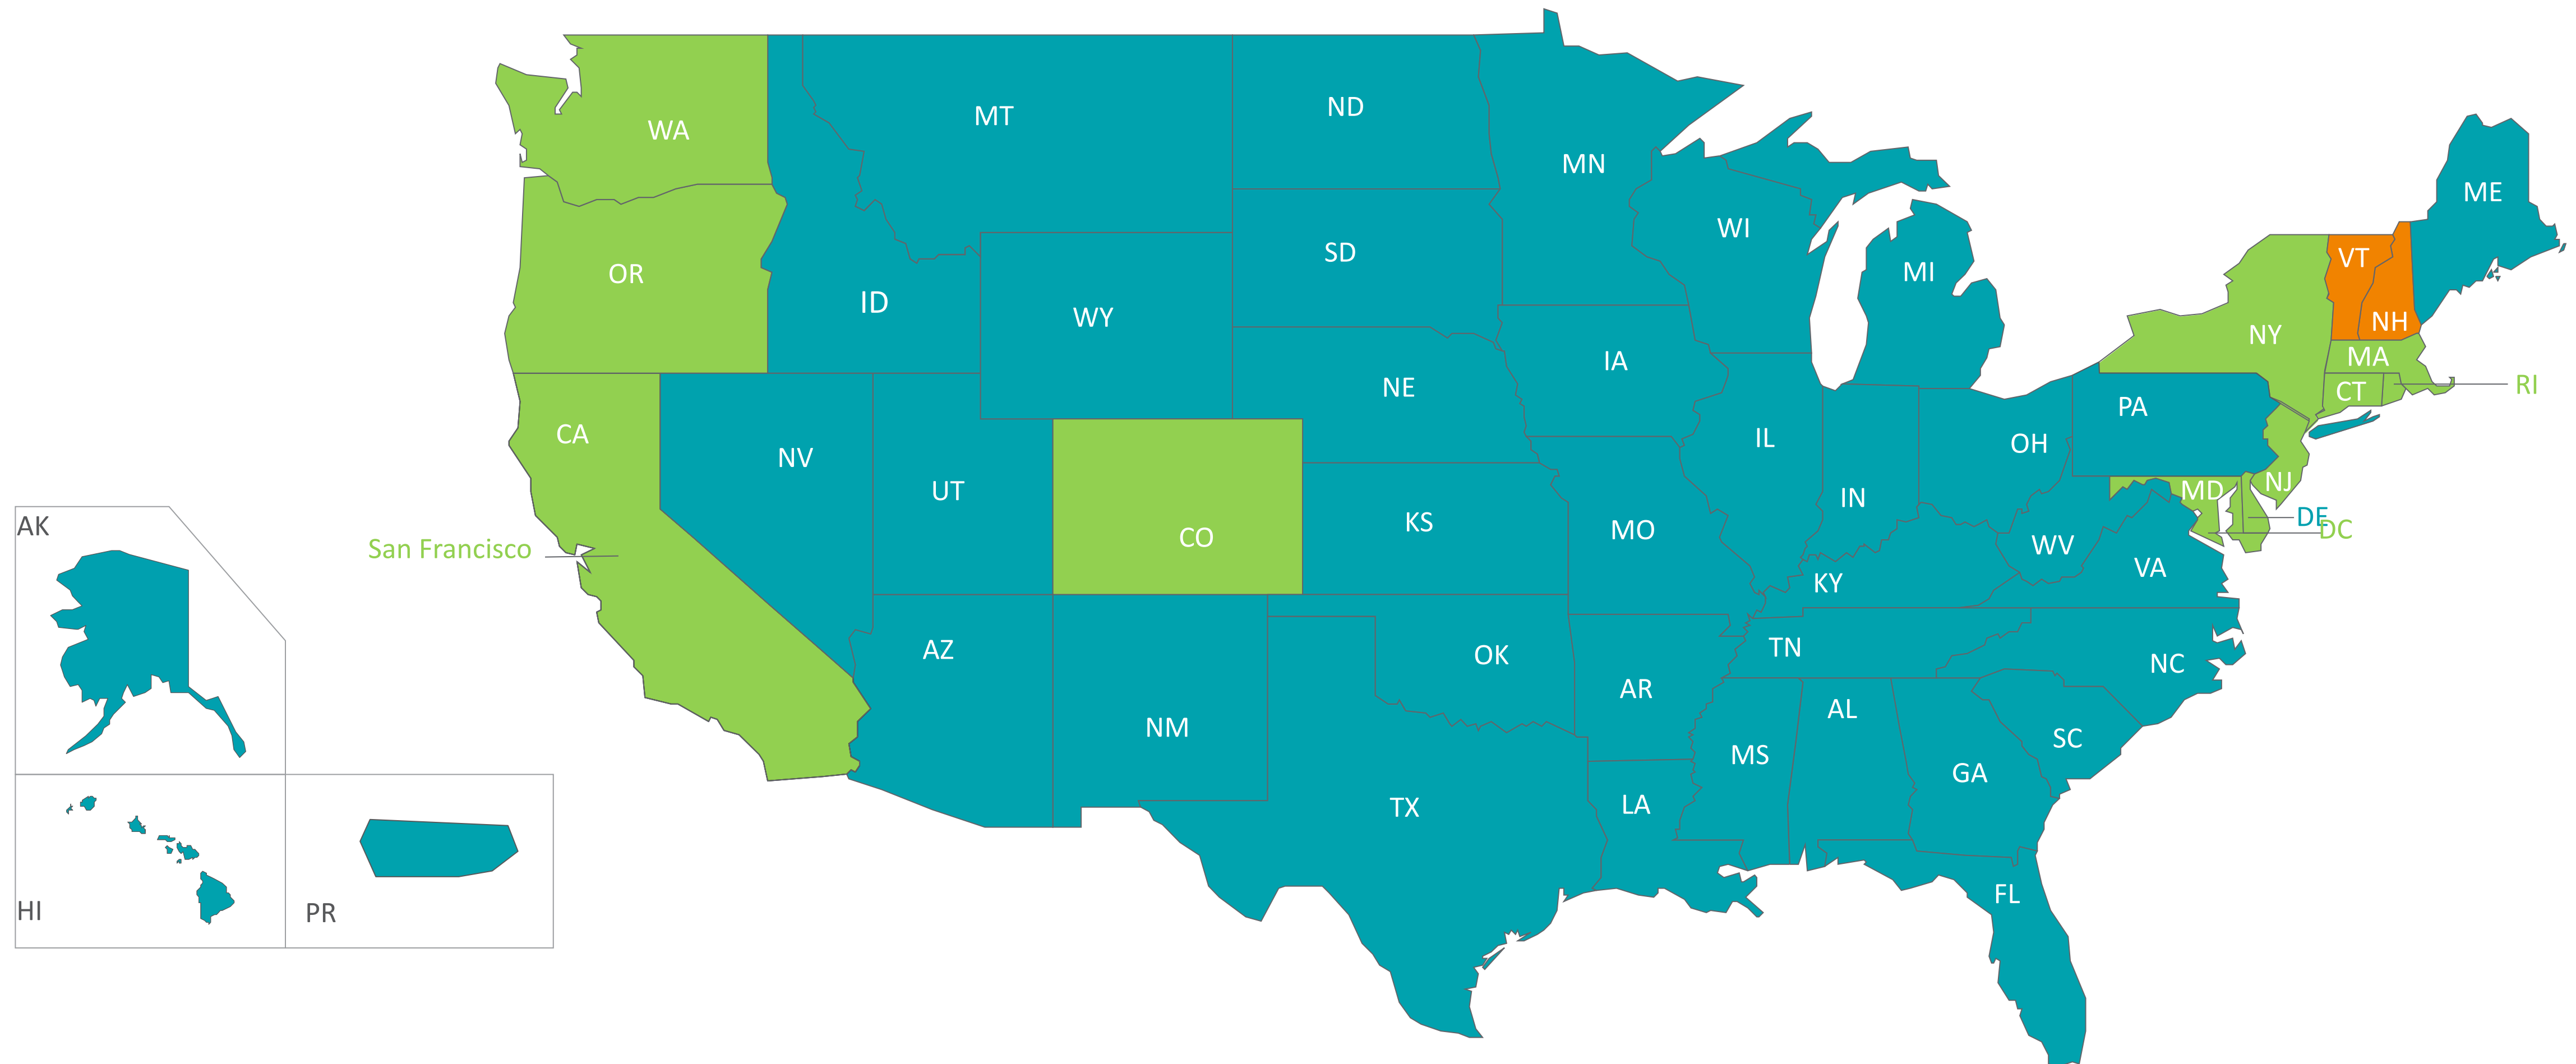 WA
MT
ND
MN
ME
OR
ID
SD
WI
MI
VT
NH
NY
MA
WY
IA
NE
CT
RI
PA
CA
NV
UT
CO
KS
IL
IN
OH
MD
NJ
DE
DC
AK
San Francisco
MO
KY
WV
VA
AZ
NM
OK
AR
TN
NC
TX
LA
MS
AL
GA
SC
FL
HI
PR